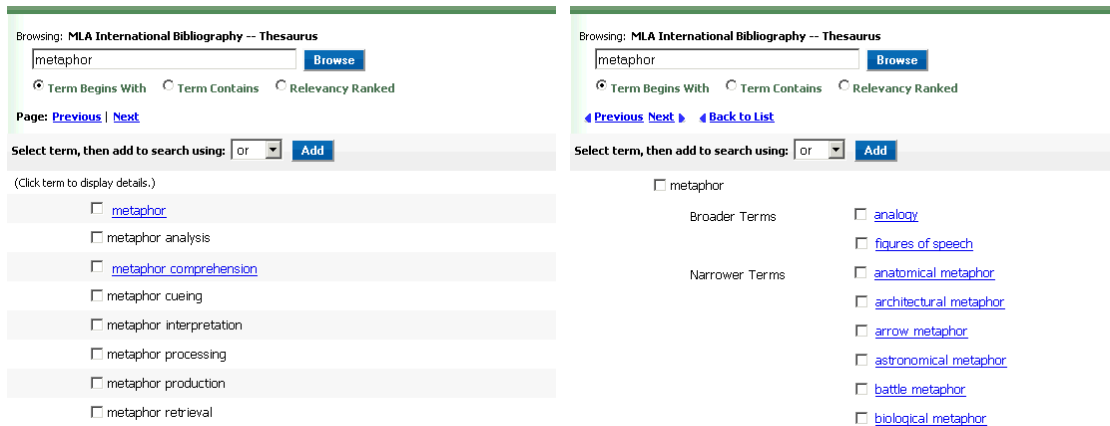 Browsing: MLA International Bibliography -- Thesaurus
metaphor Browse
Term Begins With Term Contains Relevancy Ranked
Page: Previous | Next
Select term, then add to search using: or Add
(Click term to display details.)
metaphor
metaphor analysis
metaphor comprehension
metaphor cueing
metaphor interpretation
metaphor processing
metaphor production
metaphor retrieval
Browsing: MLA International Bibliography -- Thesaurus
metaphor Browse
Term Begins With Term Contains Relevancy Ranked
Previous Next Back to List
Select term, then add to search using: or Add
metaphor
Broader Terms analogy
figures of speech
Narrower Terms anatomical metaphor
architectural metaphor
arrow metaphor
astronomical metaphor
battle metaphor
biological metaphor